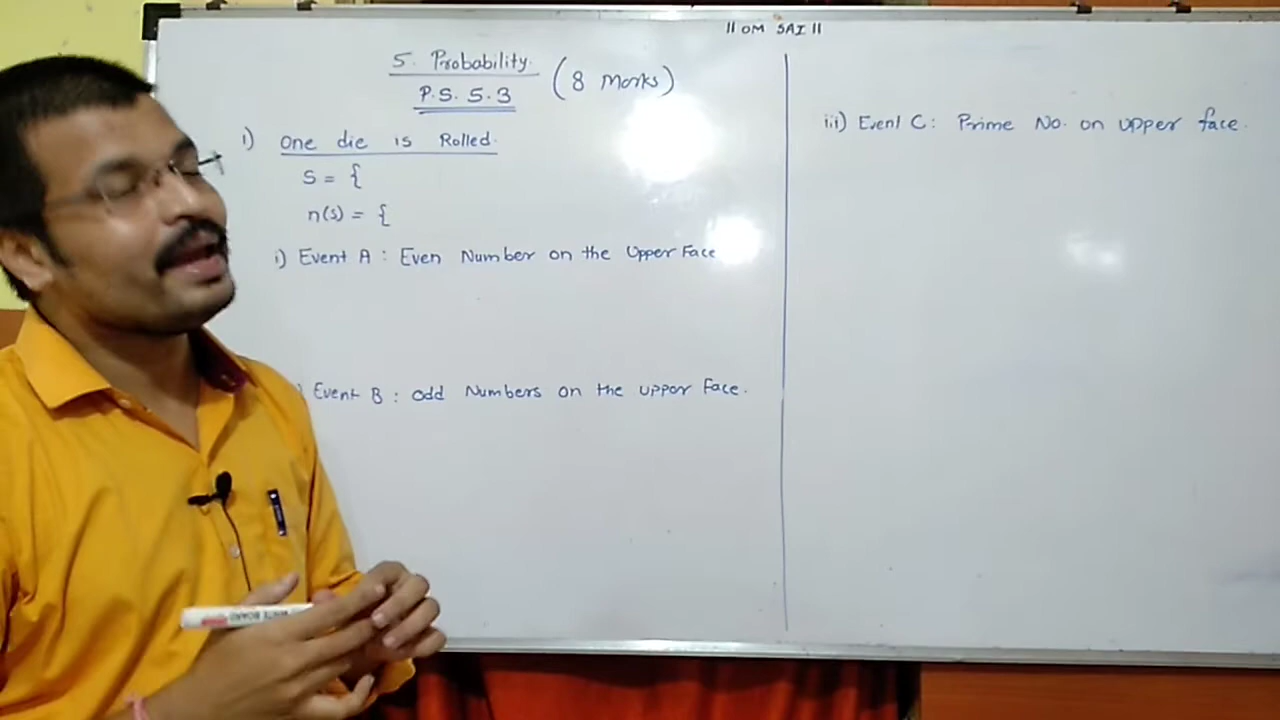 || OM SAI ||
5. Probability.
P.S. 5.3
(8 Marks)
i) One die is Rolled.
S = {
n(s) = {
i) Event A : Even Number on the Upper Face
) Event B : odd Numbers on the upper Face.
iii) Event C: Prime No. on upper face.